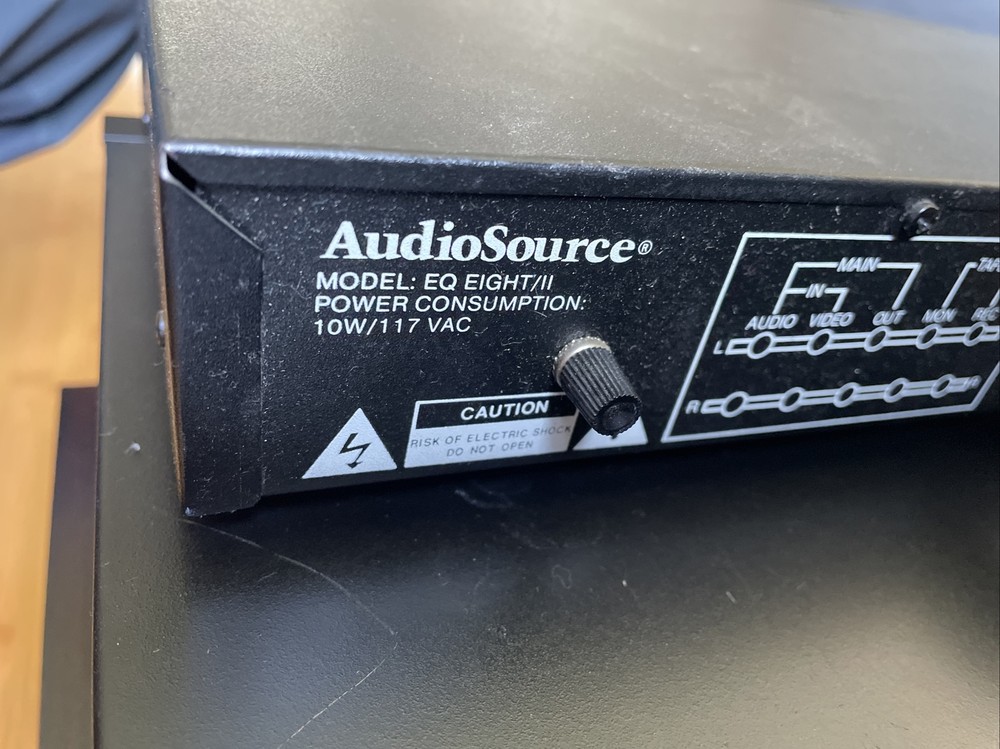 AudioSource®
MODEL: EQ EIGHT/II
POWER CONSUMPTION:
10W/117 VAC
CAUTION
RISK OF ELECTRIC SHOCK
DO NOT OPEN
MAIN
IN
AUDIO VIDEO OUT MON REC
L
R
R